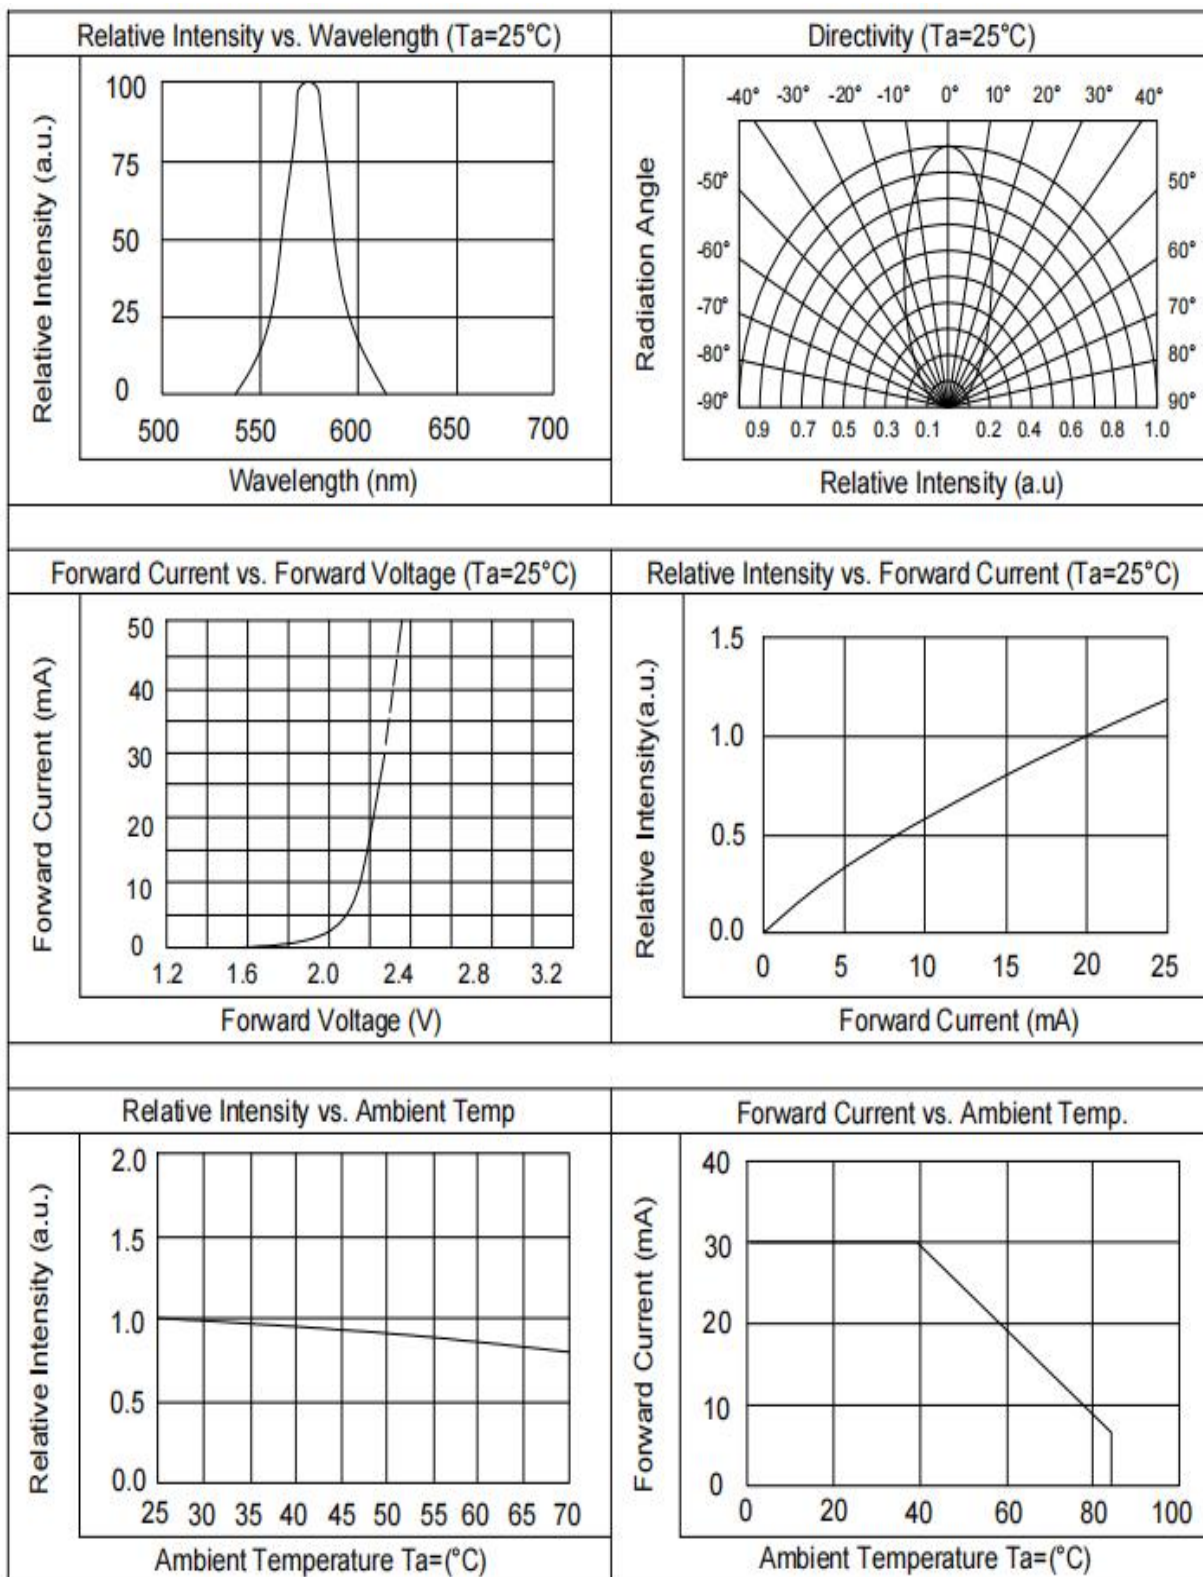 Relative Intensity vs. Wavelength (Ta=25°C)
Relative Intensity (a.u.)
100
75
50
25
0
500 550 600 650 700
Wavelength (nm)
Directivity (Ta=25°C)
Radiation Angle
-40° -30° -20° -10° 0° 10° 20° 30° 40°
-50° 50°
-60° 60°
-70° 70°
-80° 80°
-90° 90°
0.9 0.7 0.5 0.3 0.1 0.2 0.4 0.6 0.8 1.0
Relative Intensity (a.u)
Forward Current vs. Forward Voltage (Ta=25°C)
Forward Current (mA)
50
40
30
20
10
0
1.2 1.6 2.0 2.4 2.8 3.2
Forward Voltage (V)
Relative Intensity vs. Forward Current (Ta=25°C)
Relative Intensity(a.u.)
1.5
1.0
0.5
0.0
0 5 10 15 20 25
Forward Current (mA)
Relative Intensity vs. Ambient Temp
Relative Intensity (a.u.)
2.0
1.5
1.0
0.5
0.0
25 30 35 40 45 50 55 60 65 70
Ambient Temperature Ta=(°C)
Forward Current vs. Ambient Temp.
Forward Current (mA)
40
30
20
10
0
0 20 40 60 80 100
Ambient Temperature Ta=(°C)